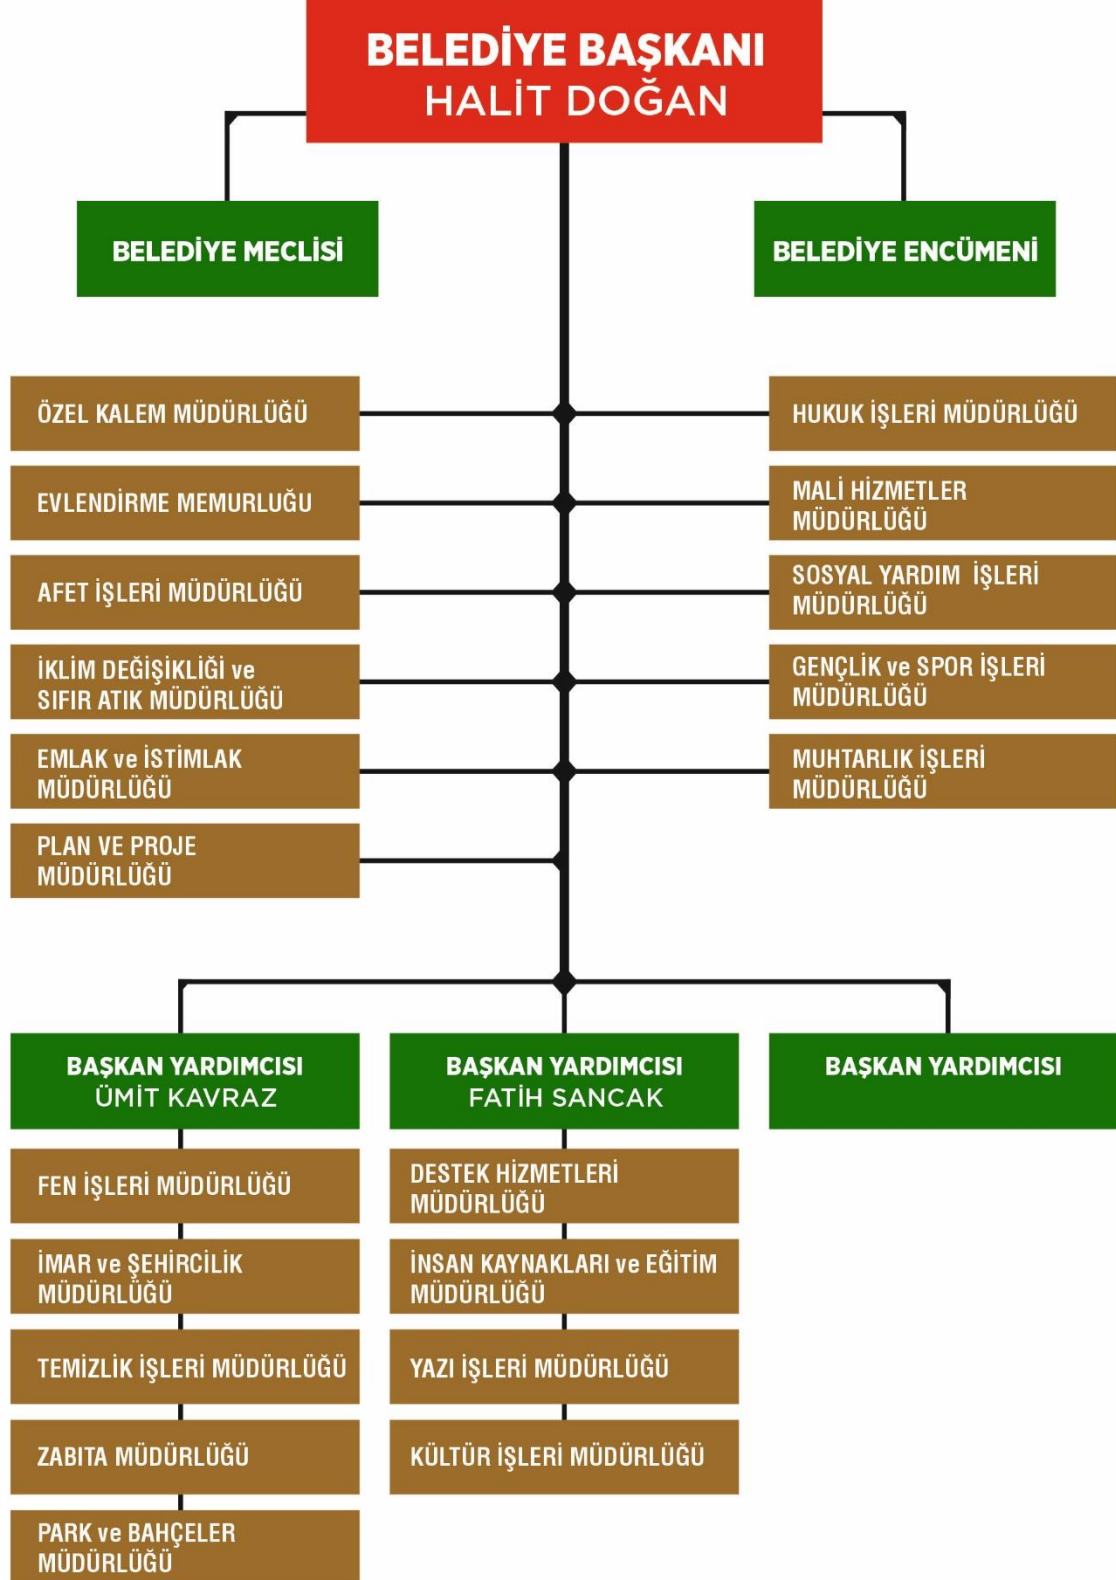 BELEDİYE BAŞKANI
HALİT DOĞAN
BELEDİYE MECLİSİ
BELEDİYE ENCÜMENİ
ÖZEL KALEM MÜDÜRLÜĞÜ
EVLENDİRME MEMURLUĞU
AFET İŞLERİ MÜDÜRLÜĞÜ
İKLİM DEĞİŞİKLİĞİ ve
SIFIR ATIK MÜDÜRLÜĞÜ
EMLAK ve İSTİMLAK
MÜDÜRLÜĞÜ
PLAN VE PROJE
MÜDÜRLÜĞÜ
HUKUK İŞLERİ MÜDÜRLÜĞÜ
MALİ HİZMETLER
MÜDÜRLÜĞÜ
SOSYAL YARDIM İŞLERİ
MÜDÜRLÜĞÜ
GENÇLİK ve SPOR İŞLERİ
MÜDÜRLÜĞÜ
MUHTARLIK İŞLERİ
MÜDÜRLÜĞÜ
BAŞKAN YARDIMCISI
ÜMİT KAVRAZ
FEN İŞLERİ MÜDÜRLÜĞÜ
İMAR ve ŞEHİRCİLİK
MÜDÜRLÜĞÜ
TEMİZLİK İŞLERİ MÜDÜRLÜĞÜ
ZABITA MÜDÜRLÜĞÜ
PARK ve BAHÇELER
MÜDÜRLÜĞÜ
BAŞKAN YARDIMCISI
FATİH SANCAK
DESTEK HİZMETLERİ
MÜDÜRLÜĞÜ
İNSAN KAYNAKLARI ve EĞİTİM
MÜDÜRLÜĞÜ
YAZI İŞLERİ MÜDÜRLÜĞÜ
KÜLTÜR İŞLERİ MÜDÜRLÜĞÜ
BAŞKAN YARDIMCISI